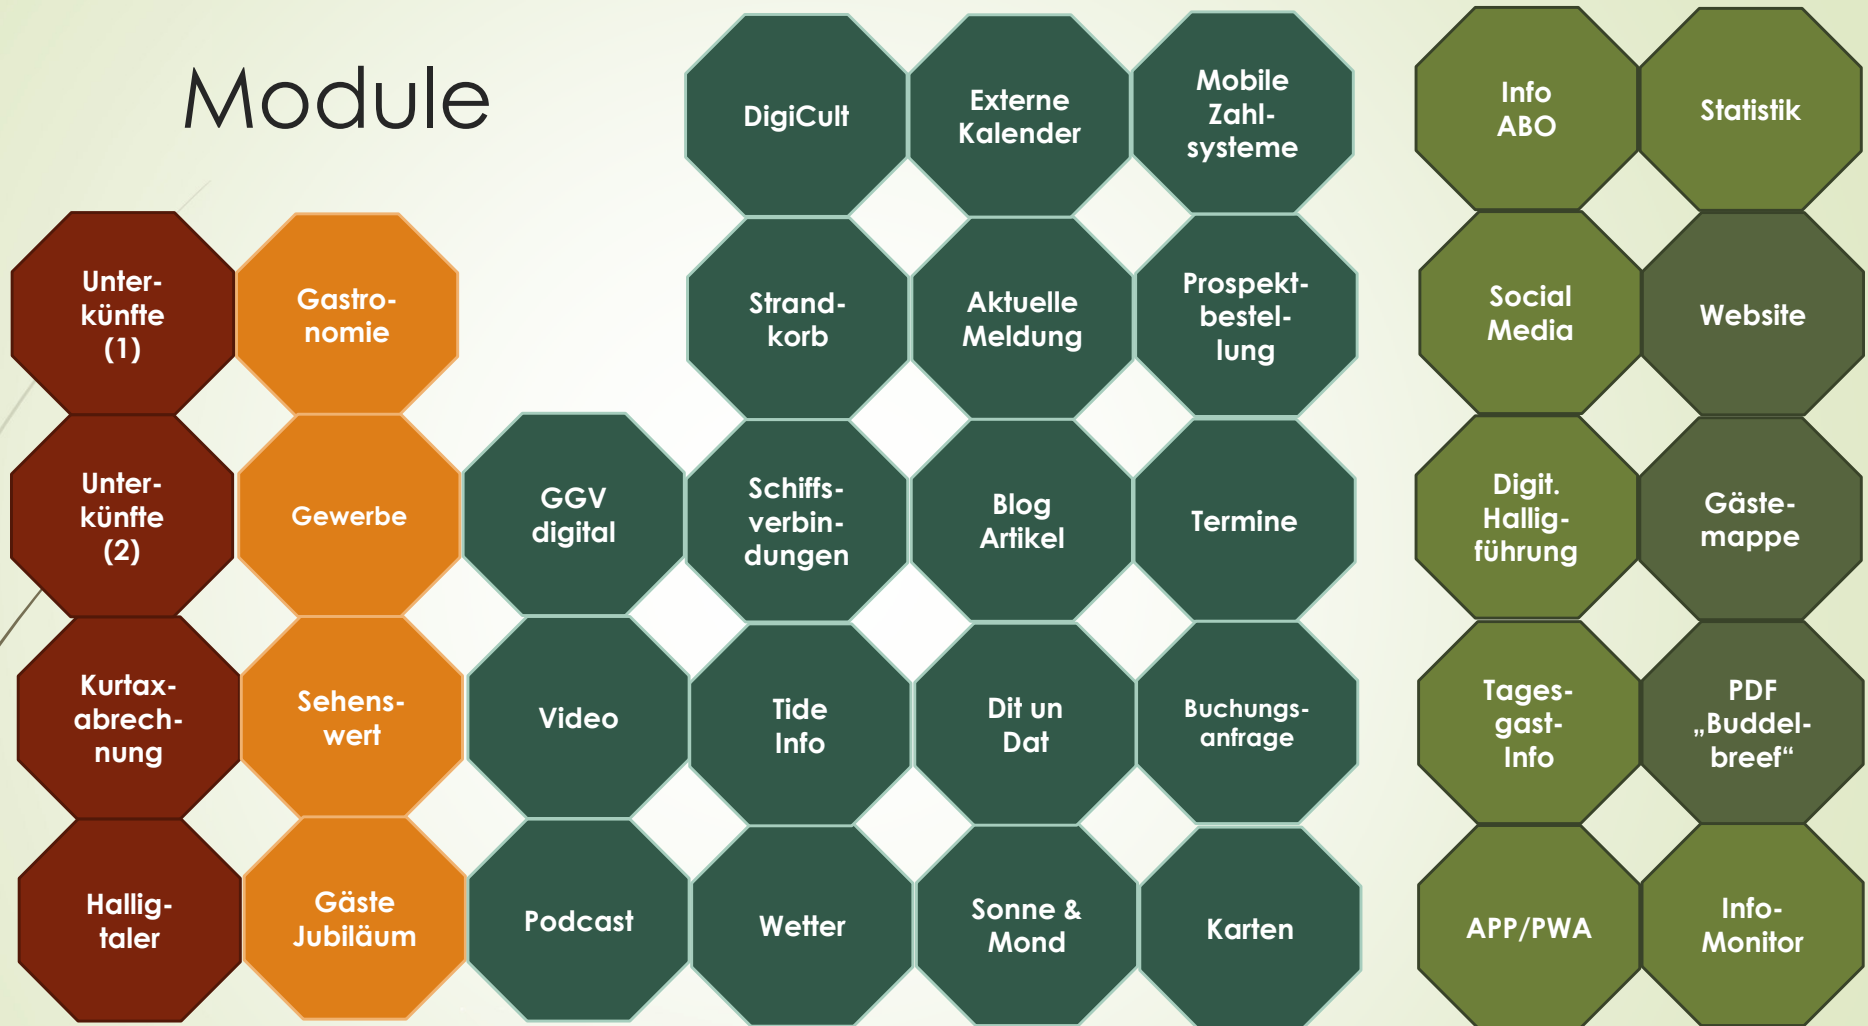 Module
DigiCult
Externe
Kalender
Mobile
Zahl-
systeme
Info
ABO
Statistik
Unter-
künfte
(1)
Gastro-
nomie
Strand-
korb
Aktuelle
Meldung
Prospekt-
bestel-
lung
Social
Media
Website
Unter-
künfte
(2)
Gewerbe
GGV
digital
Schiffs-
verbin-
dungen
Blog
Artikel
Termine
Digit.
Hallig-
führung
Gäste-
mappe
Kurtax-
abrech-
nung
Sehens-
wert
Video
Tide
Info
Dit un
Dat
Buchungs-
anfrage
Tages-
gast-
Info
PDF
„Buddel-
breef“
Hallig-
taler
Gäste
Jubiläum
Podcast
Wetter
Sonne &
Mond
Karten
APP/PWA
Info-
Monitor